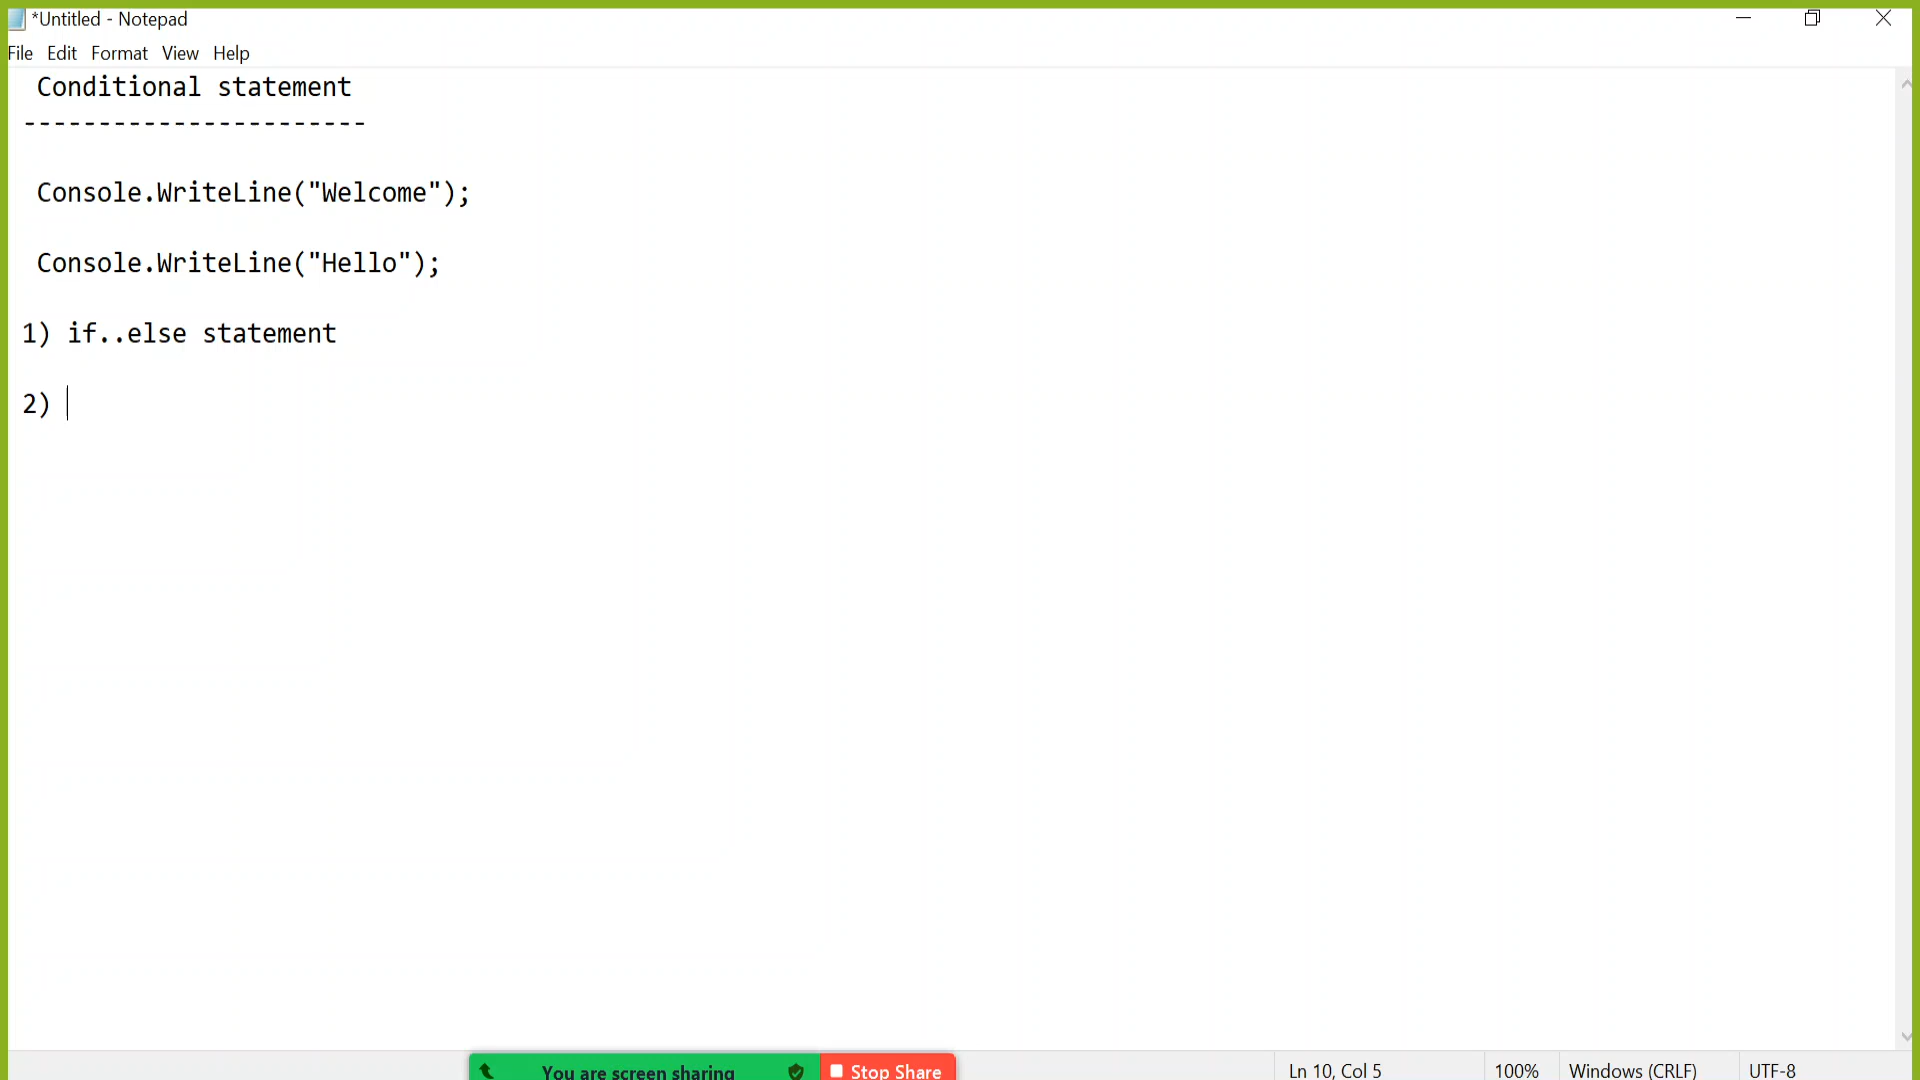 *Untitled - Notepad
File Edit Format View Help
Conditional statement
-----------------------
Console.WriteLine("Welcome");
Console.WriteLine("Hello");
1) if..else statement
2)
You are screen sharing Stop Share Ln 10, Col 5 100% Windows (CRLF) UTF-8